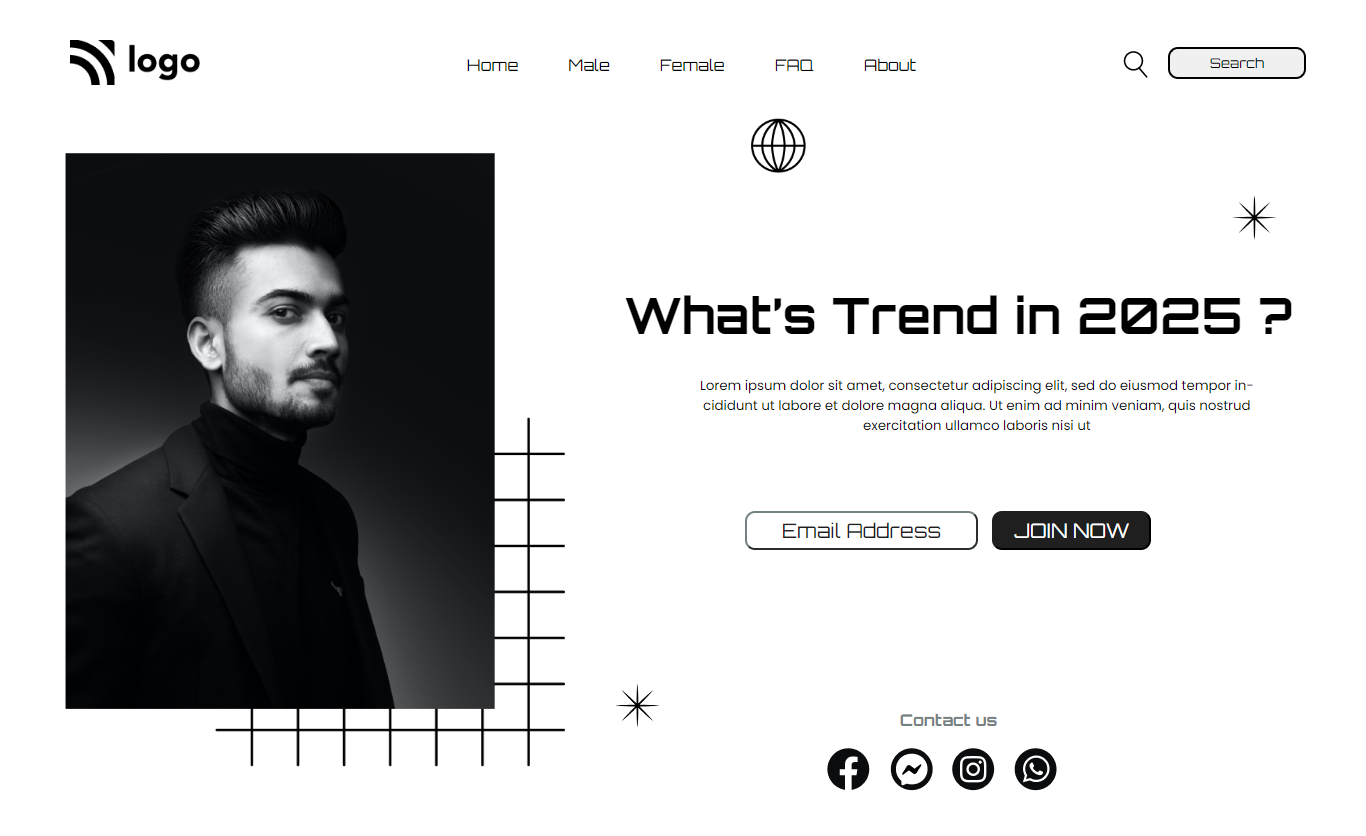 logo
Home
Male
Female
FAQ
About
Search
What's Trend in 2025 ?
Lorem ipsum dolor sit amet, consectetur adipiscing elit, sed do eiusmod tempor in-
cididunt ut labore et dolore magna aliqua. Ut enim ad minim veniam, quis nostrud
exercitation ullamco laboris nisi ut
Email Address
JOIN NOW
Contact us